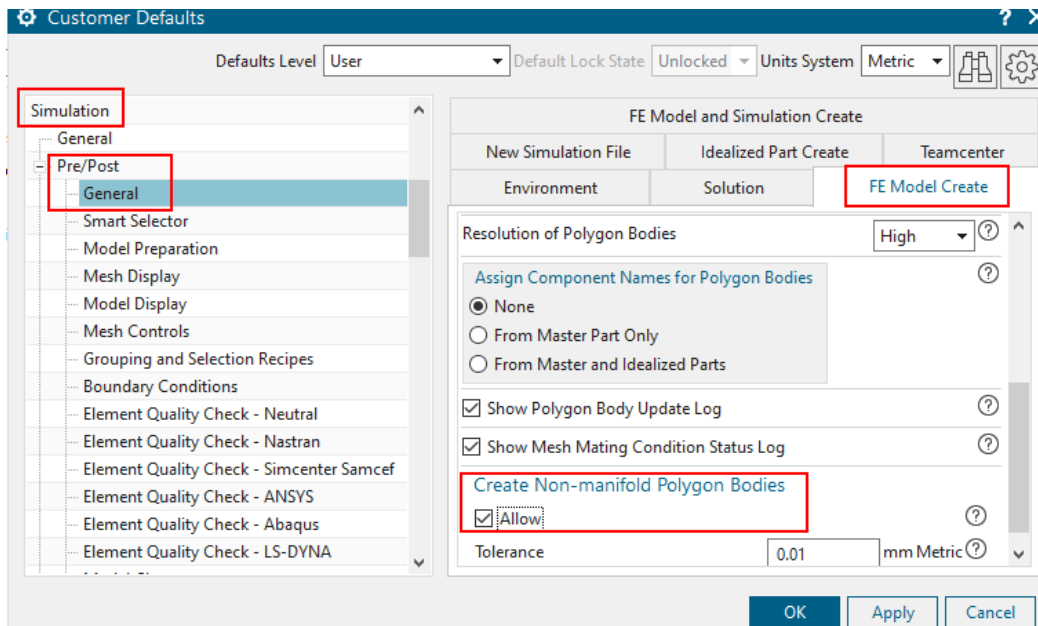 Customer Defaults
Defaults Level User Default Lock State Unlocked Units System Metric
Simulation
General
Pre/Post
General
Smart Selector
Model Preparation
Mesh Display
Model Display
Mesh Controls
Grouping and Selection Recipes
Boundary Conditions
Element Quality Check - Neutral
Element Quality Check - Nastran
Element Quality Check - Simcenter Samcef
Element Quality Check - ANSYS
Element Quality Check - Abaqus
Element Quality Check - LS-DYNA
FE Model and Simulation Create
New Simulation File Idealized Part Create Teamcenter
Environment Solution FE Model Create
Resolution of Polygon Bodies High
Assign Component Names for Polygon Bodies
None
From Master Part Only
From Master and Idealized Parts
Show Polygon Body Update Log
Show Mesh Mating Condition Status Log
Create Non-manifold Polygon Bodies
Allow
Tolerance 0.01 mm Metric
OK Apply Cancel